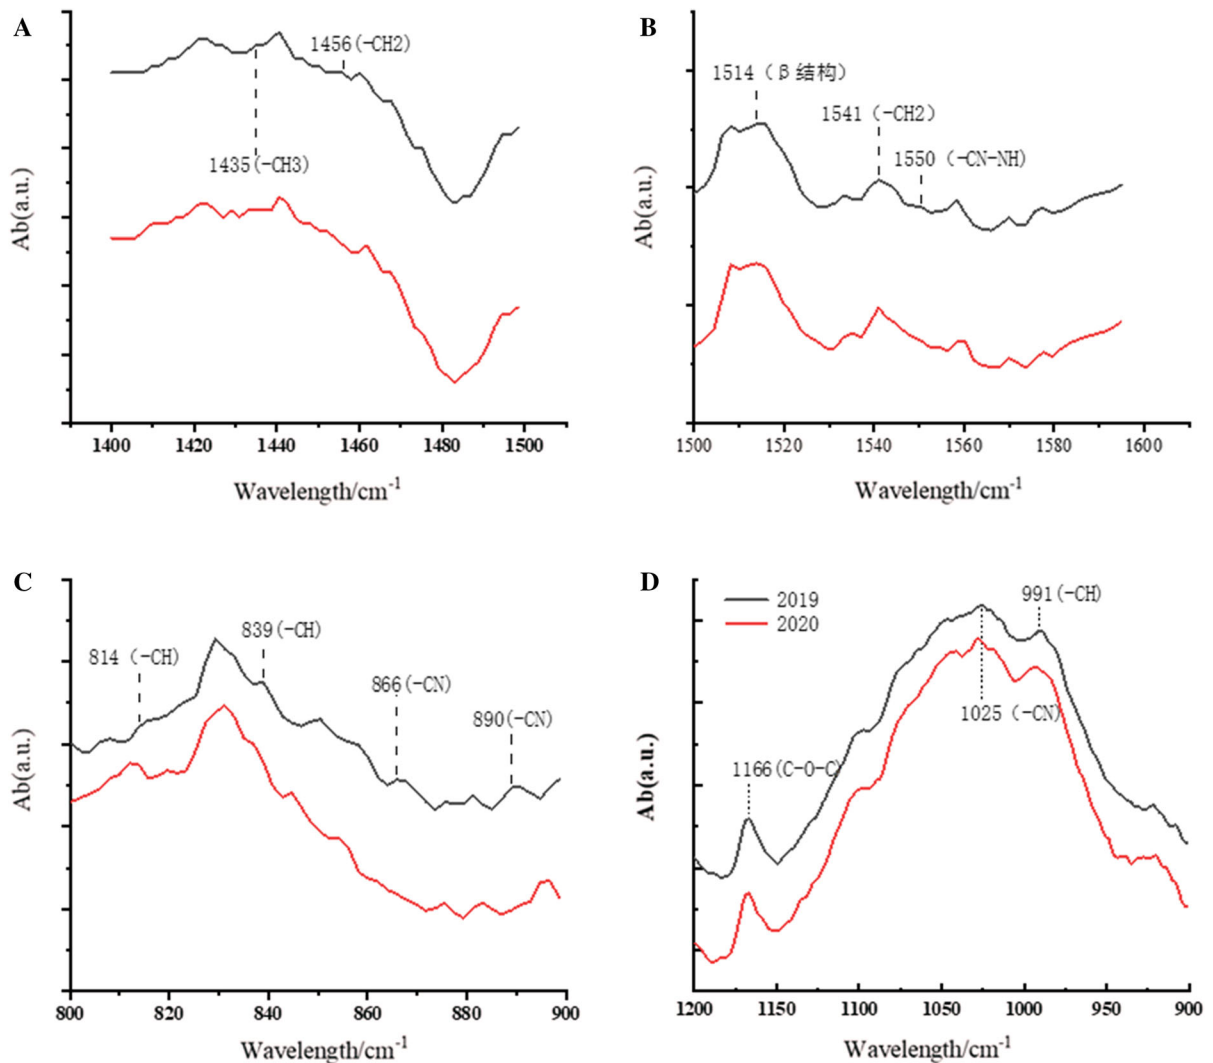 A
1456(-CH2)
1435(-CH3)
Ab(a.u.)
1400 1420 1440 1460 1480 1500
Wavelength/cm-1
B
1514 (β结构)
1541 (-CH2)
1550 (-CN-NH)
Ab(a.u.)
1500 1520 1540 1560 1580 1600
Wavelength/cm-1
C
839(-CH)
814 (-CH)
866(-CN)
890(-CN)
Ab(a.u.)
800 820 840 860 880 900
Wavelength/cm-1
D
2019
2020
991(-CH)
1025 (-CN)
1166(C-O-C)
Ab(a.u.)
1200 1150 1100 1050 1000 950 900
Wavelength/cm-1